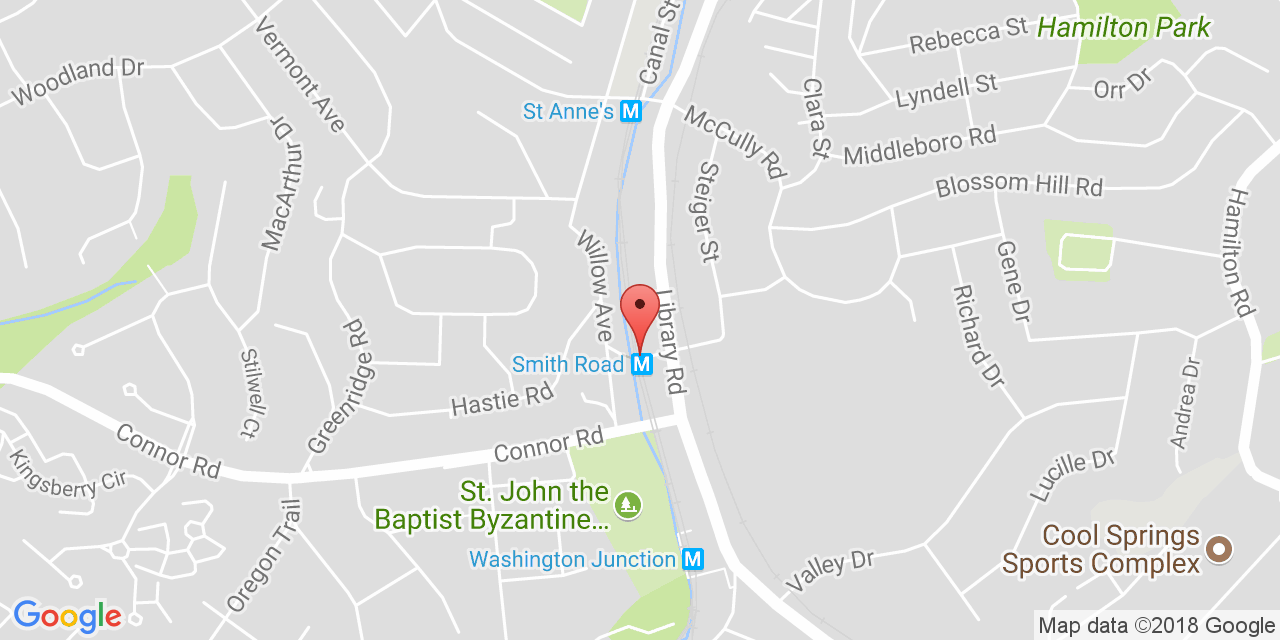 Canal St
Rebecca St
Hamilton Park
Woodland Dr
Vermont Ave
Clara St
Lyndell St
Orr Dr
St Anne's M
McCully Rd
Middleboro Rd
MacArthur Dr
Steiger St
Blossom Hill Rd
Hamilton Rd
Willow Ave
Gene Dr
Richard Dr
Library Rd
Greenridge Rd
Stilwell Ct
Smith Road M
Hastie Rd
Andrea Dr
Connor Rd
Connor Rd
Kingsberry Cir
Lucille Dr
St. John the
Baptist Byzantine...
Oregon Trail
Cool Springs
Sports Complex
Washington Junction M
Valley Dr
Google
Map data ©2018 Google